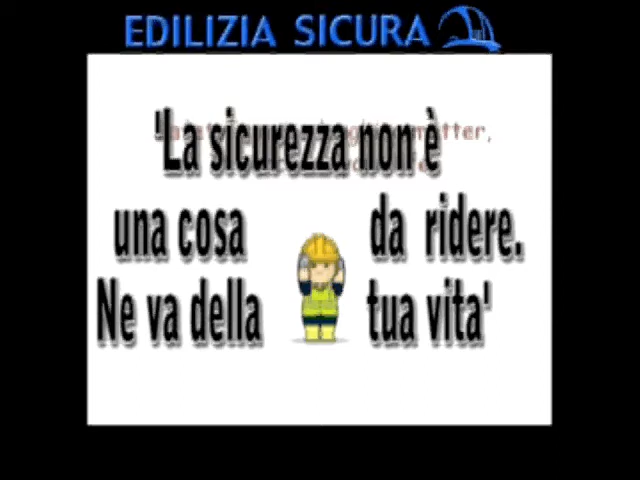 EDILIZIA SICURA
'La sicurezza non è
una cosa da ridere.
Ne va della tua vita'